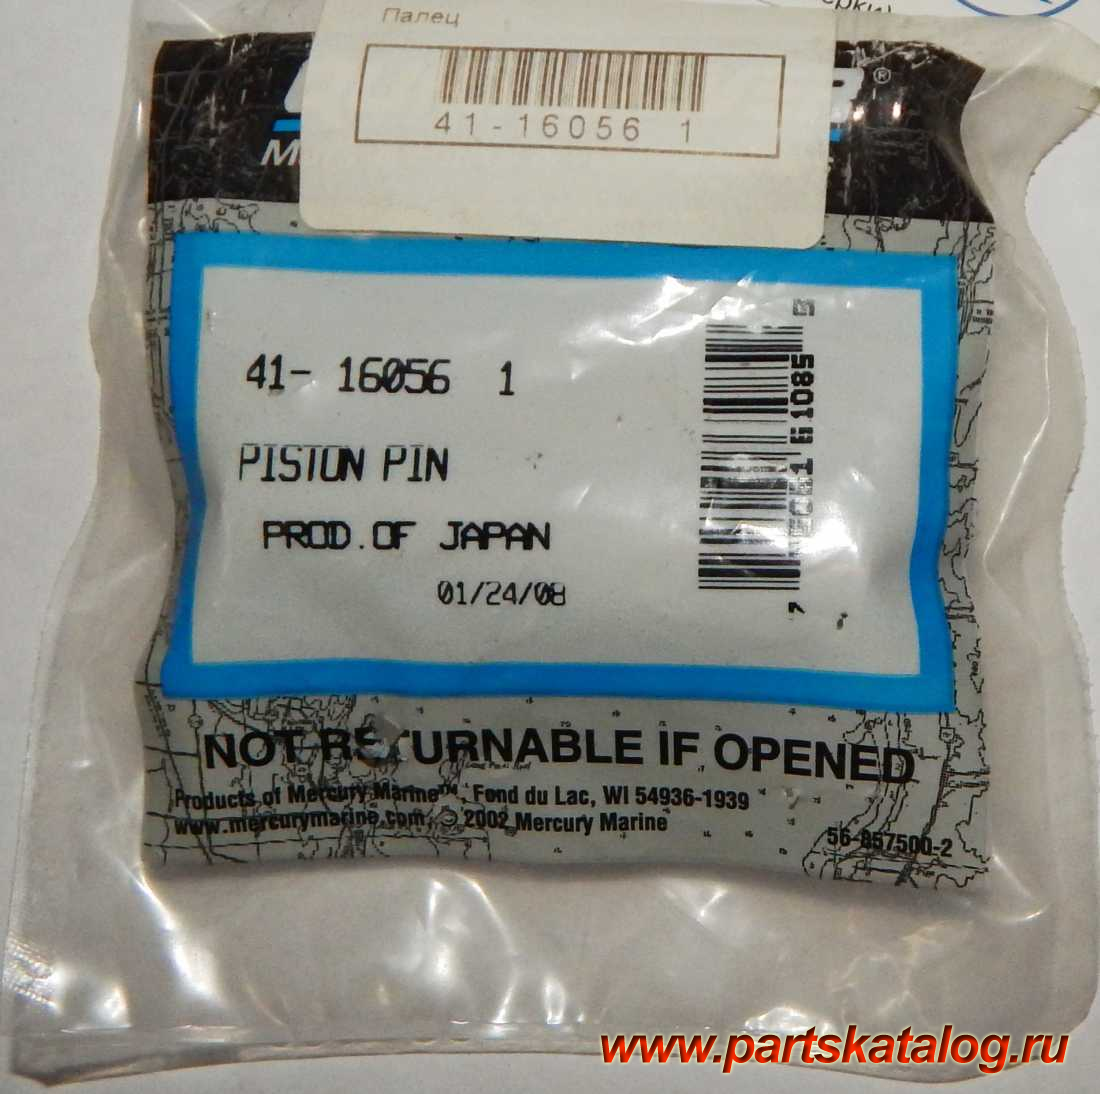 Палец
41-16056 1
®
41- 16056 1
PISTON PIN
PROD. OF JAPAN
01/24/08
61085
7
NOT RETURNABLE IF OPENED
Products of Mercury Marine™, Fond du Lac, WI 54936-1939
www.mercurymarine.com © 2002 Mercury Marine
56-857500-2
www.partskatalog.ru